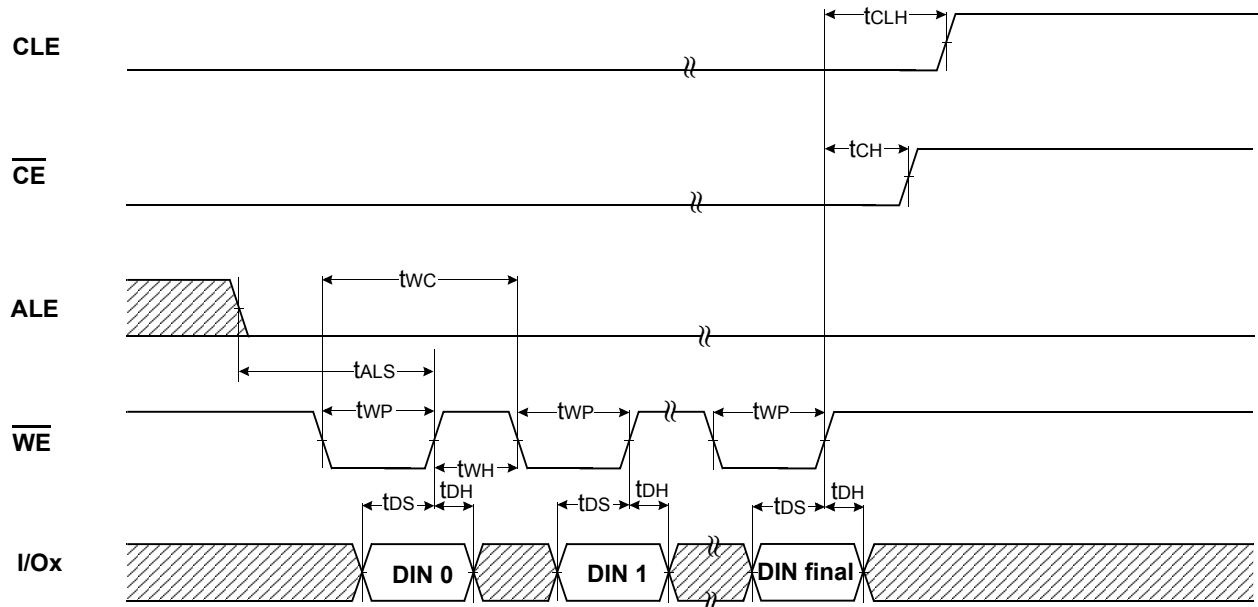 tCLH
CLE
tCH
CE
tWC
ALE
tALS
tWP tWP tWP
WE
tWH
tDS tDH tDS tDH tDS tDH
I/Ox DIN 0 DIN 1 DIN final